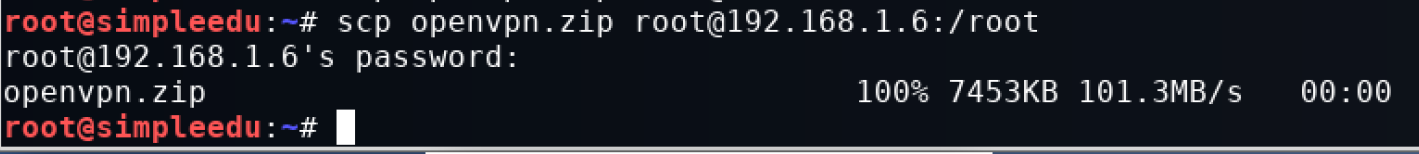 root@simpleedu:~# scp openvpn.zip root@192.168.1.6:/root
root@192.168.1.6's password:
openvpn.zip 100% 7453KB 101.3MB/s 00:00
root@simpleedu:~#